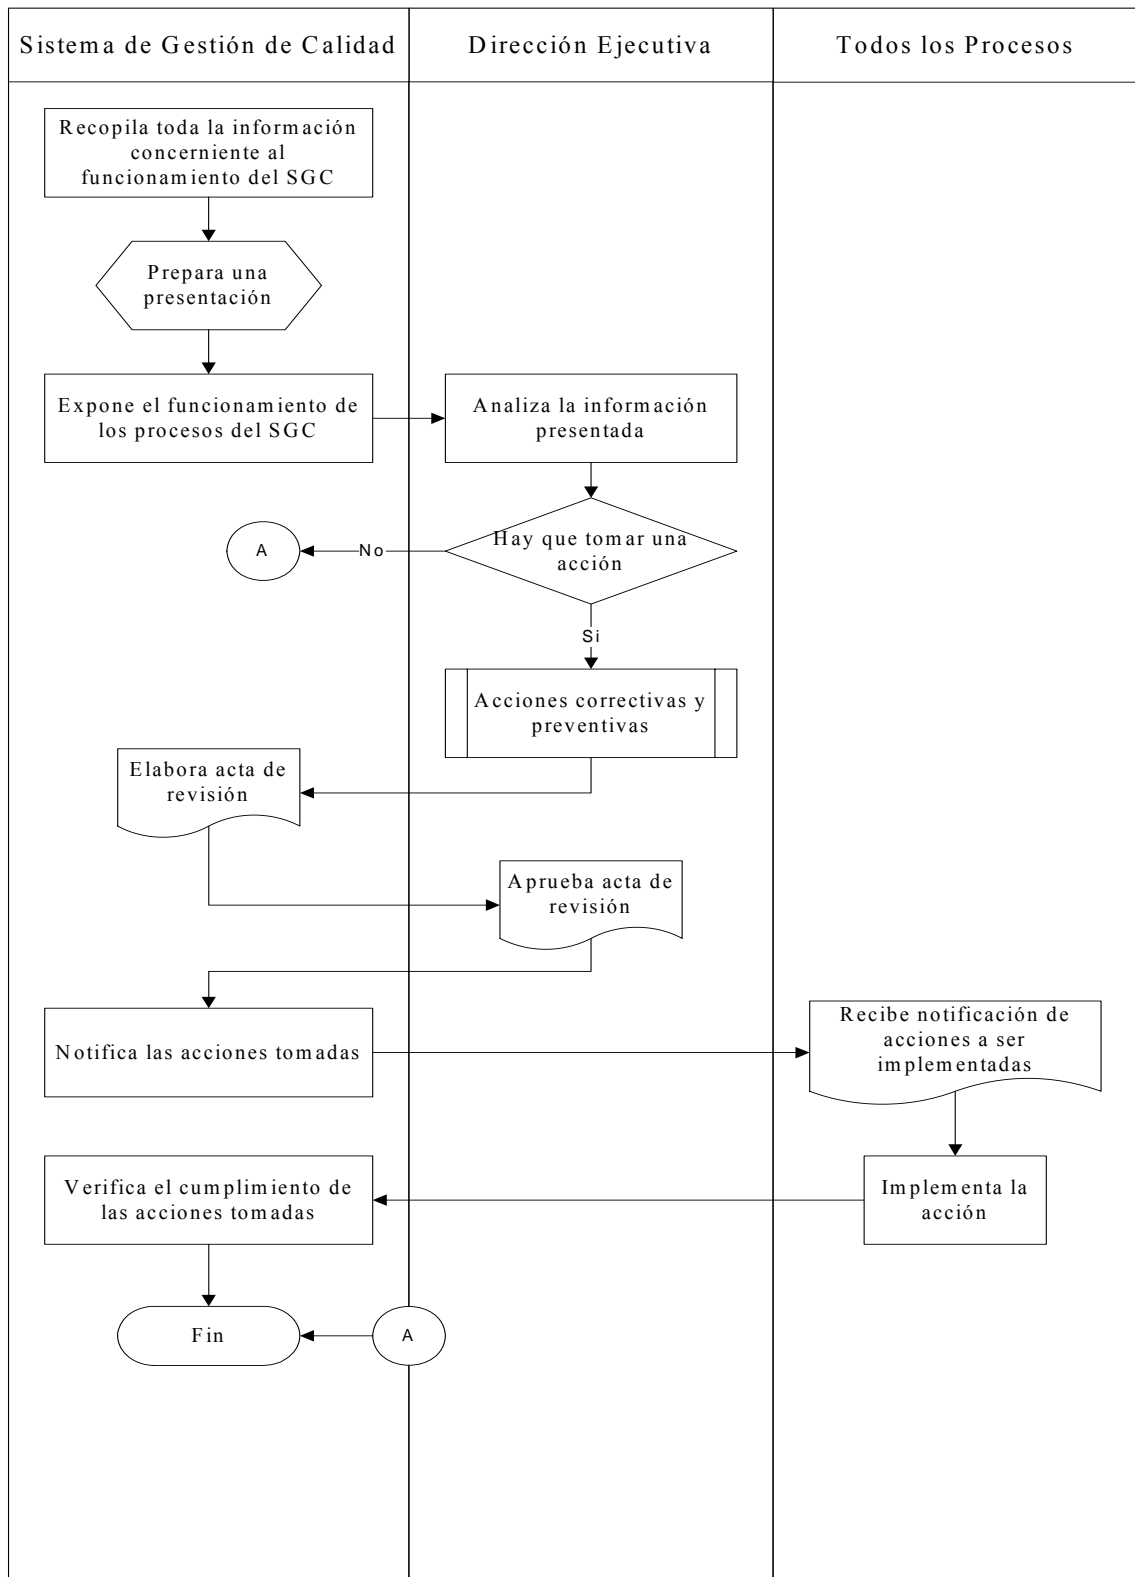 Sistema de Gestión de Calidad
Dirección Ejecutiva
Todos los Procesos
Recopila toda la información
concerniente al
funcionamiento del SGC
Prepara una
presentación
Expone el funcionamiento de
los procesos del SGC
Analiza la información
presentada
Hay que tomar una
acción
No
A
Si
Acciones correctivas y
preventivas
Elabora acta de
revisión
Aprueba acta de
revisión
Notifica las acciones tomadas
Recibe notificación de
acciones a ser
implementadas
Implementa la
acción
Verifica el cumplimiento de
las acciones tomadas
Fin
A